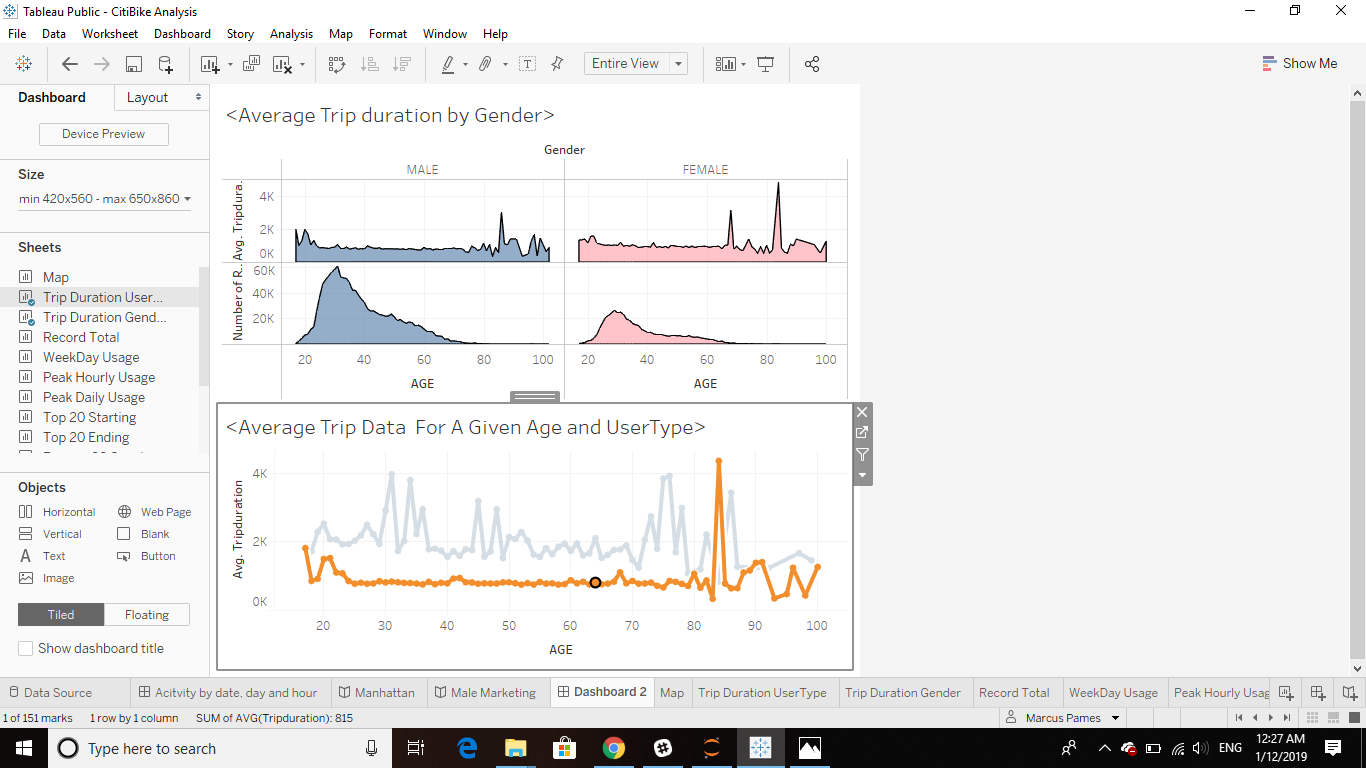 Tableau Public - CitiBike Analysis
File Data Worksheet Dashboard Story Analysis Map Format Window Help
Entire View
Show Me
Dashboard
Layout
Device Preview
Size
min 420x560 - max 650x860
Sheets
Map
Trip Duration User...
Trip Duration Gend...
Record Total
WeekDay Usage
Peak Hourly Usage
Peak Daily Usage
Top 20 Starting
Top 20 Ending
Objects
Horizontal Web Page
Vertical Blank
A Text Button
Image
Tiled Floating
Show dashboard title
<Average Trip duration by Gender>
Gender
MALE FEMALE
Avg. Tripdura..
4K
2K
0K
Number of R..
60K
40K
20K
20 40 60 80 100 20 40 60 80 100
AGE AGE
<Average Trip Data  For A Given Age and UserType>
Avg. Tripduration
4K
2K
0K
20 30 40 50 60 70 80 90 100
AGE
Data Source Acitvity by date, day and hour Manhattan Male Marketing Dashboard 2 Map Trip Duration UserType Trip Duration Gender Record Total WeekDay Usage Peak Hourly Usag
1 of 151 marks 1 row by 1 column SUM of AVG(Tripduration): 815 Marcus Pames
Type here to search
ENG
12:27 AM
1/12/2019